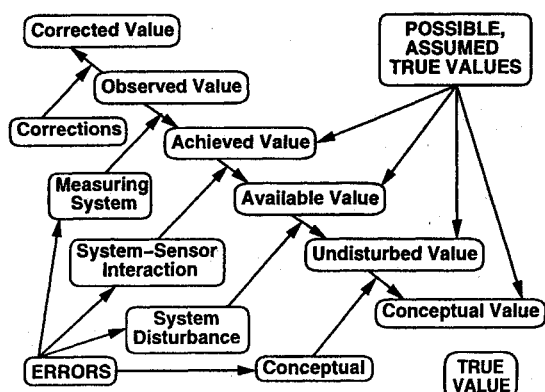 Corrected Value
POSSIBLE,
ASSUMED
TRUE VALUES
Observed Value
Corrections
Achieved Value
Measuring
System
Available Value
System-Sensor
Interaction
Undisturbed Value
System
Disturbance
Conceptual Value
ERRORS
Conceptual
TRUE
VALUE